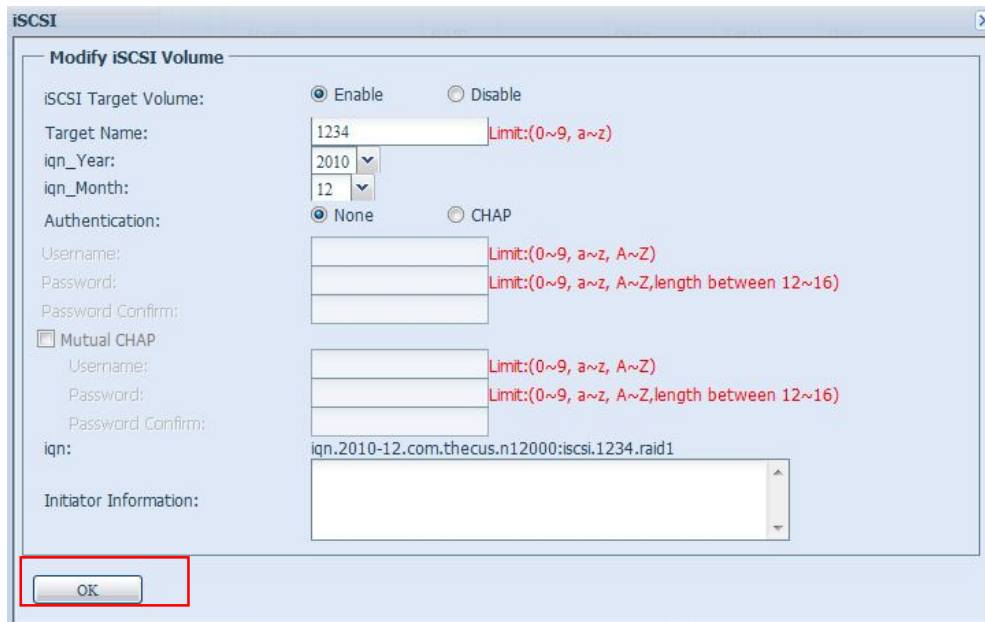 iSCSI
Modify iSCSI Volume
iSCSI Target Volume: Enable Disable
Target Name: 1234 Limit:(0~9, a~z)
iqn_Year: 2010
iqn_Month: 12
Authentication: None CHAP
Username: Limit:(0~9, a~z, A~Z)
Password: Limit:(0~9, a~z, A~Z,length between 12~16)
Password Confirm:
Mutual CHAP
Username: Limit:(0~9, a~z, A~Z)
Password: Limit:(0~9, a~z, A~Z,length between 12~16)
Password Confirm:
iqn: iqn.2010-12.com.thecus.n12000:iscsi.1234.raid1
Initiator Information:
OK